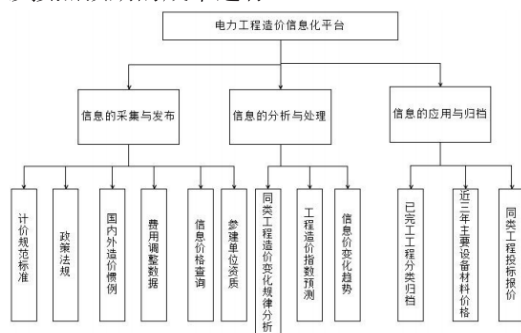 电力工程造价信息化平台
信息的采集与发布
信息的分析与处理
信息的应用与归档
计价规范标准
政策法规
国内外造价惯例
费用调整数据
信息价格查询
参建单位资质
同类工程造价变化规律分析
工程造价指数预测
信息价变化趋势
已完工工程分类归档
近三年主要设备材料价格
同类工程投标报价